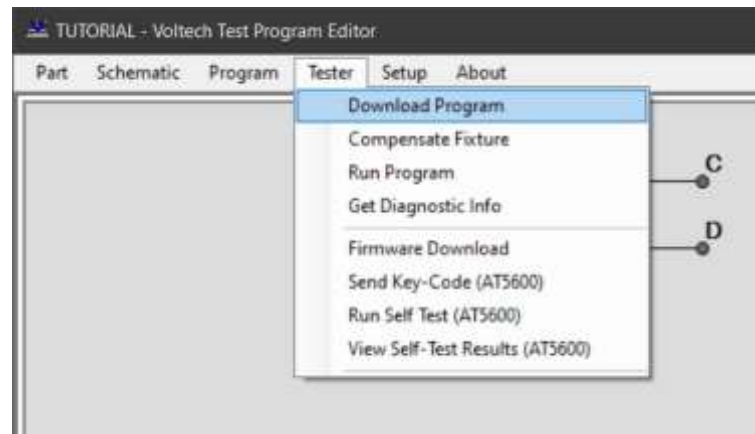 TUTORIAL - Voltech Test Program Editor
Part Schematic Program Tester Setup About
Download Program
Compensate Fixture
C
Run Program
Get Diagnostic Info
D
Firmware Download
Send Key-Code (AT5600)
Run Self Test (AT5600)
View Self-Test Results (AT5600)